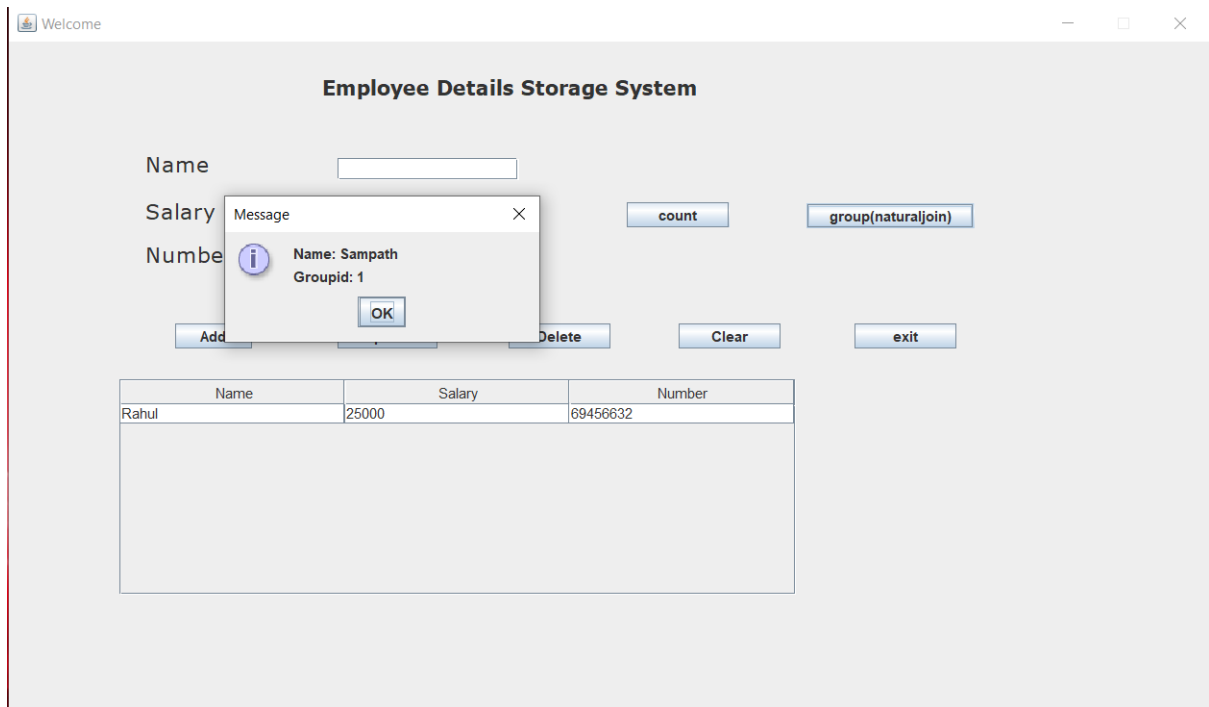 Welcome
Employee Details Storage System
Name
Salary
count
group(naturaljoin)
Message
Name: Sampath
Groupid: 1
OK
Add
Delete
Clear
exit
Name Salary Number
Rahul 25000 69456632